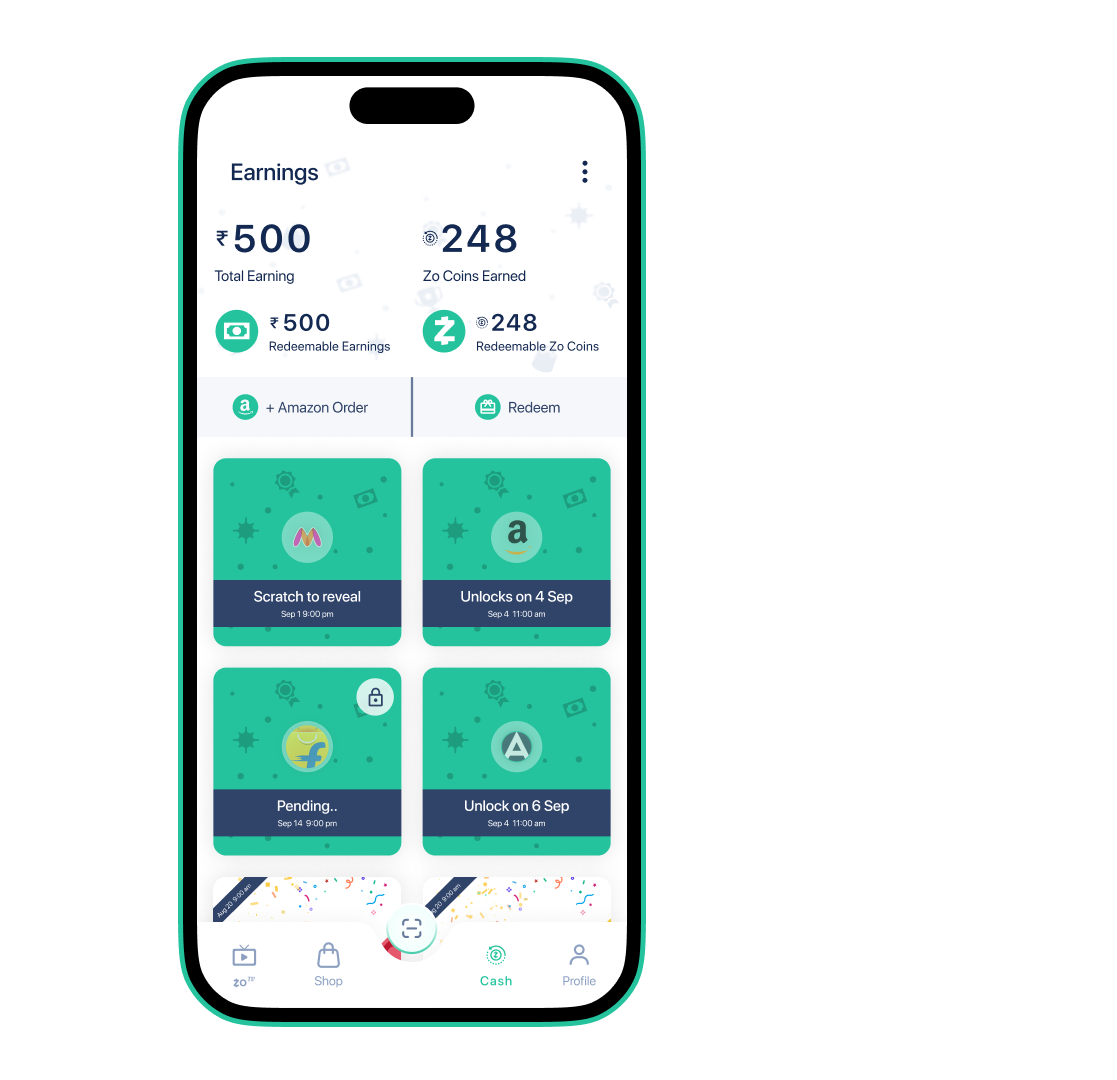 Earnings
₹ 500
248
Total Earning
Zo Coins Earned
₹ 500
248
Redeemable Earnings
Redeemable Zo Coins
+ Amazon Order
Redeem
Scratch to reveal
Sep 1 9:00 pm
Unlocks on 4 Sep
Sep 4 11:00 am
Pending..
Sep 14 9:00 pm
Unlock on 6 Sep
Sep 4 11:00 am
Aug 20 9:00 am
20 9:00 am
Shop
Cash
Profile